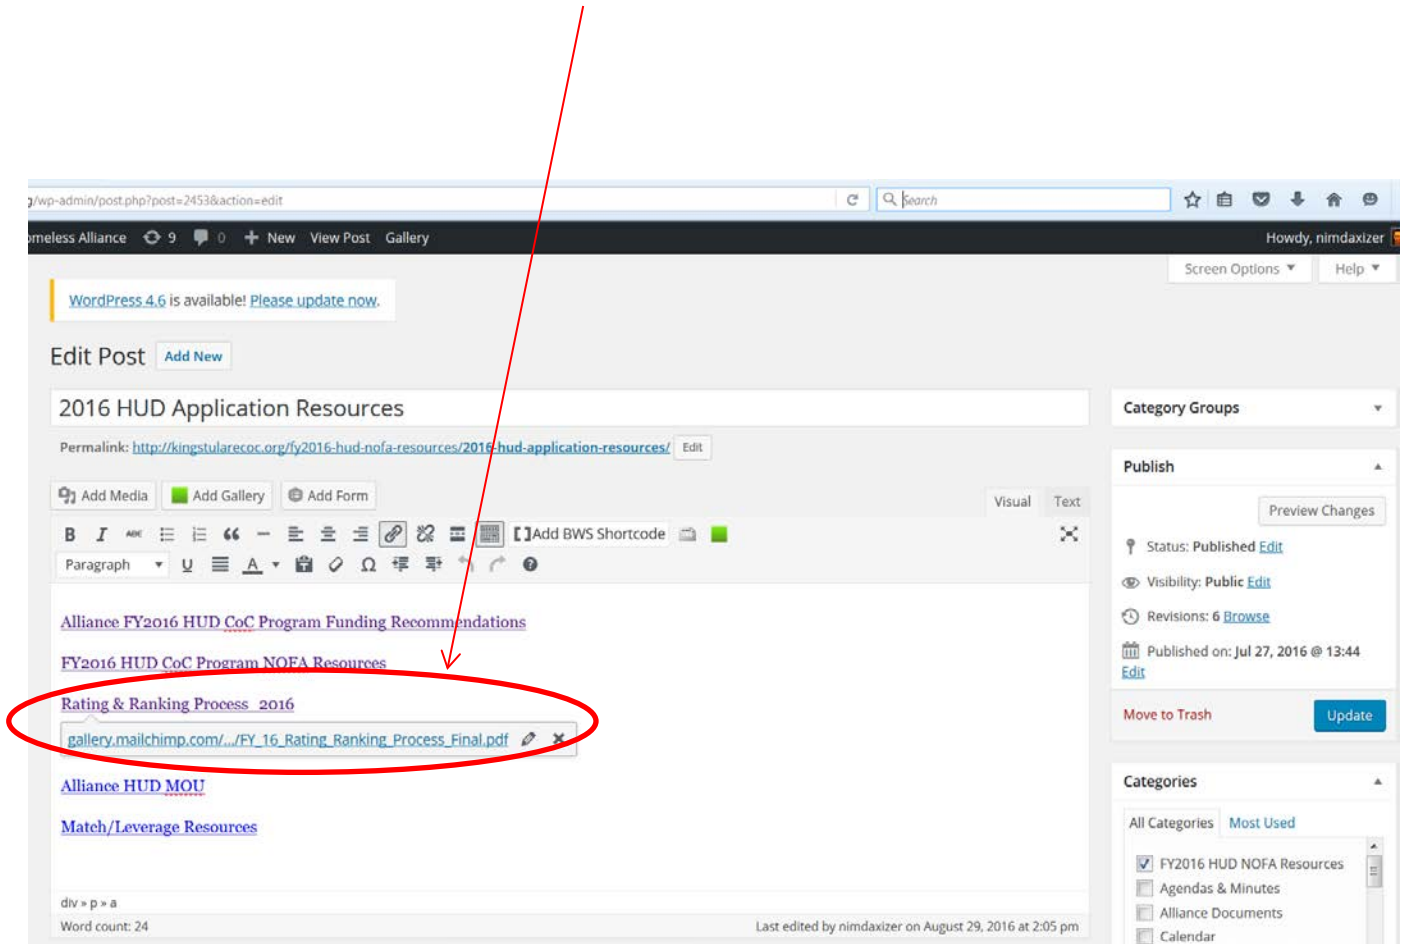 g/wp-admin/post.php?post=2453&action=edit
Search
omeless Alliance 9 0 + New View Post Gallery
Howdy, nimdaxizer
Screen Options Help
WordPress 4.6 is available! Please update now.
Edit Post Add New
2016 HUD Application Resources
Permalink: http://kingstularecoc.org/fy2016-hud-nofa-resources/2016-hud-application-resources/ Edit
Add Media Add Gallery Add Form
Visual Text
B I ABC Add BWS Shortcode
Paragraph U A Ω
Alliance FY2016 HUD CoC Program Funding Recommendations
FY2016 HUD CoC Program NOFA Resources
Rating & Ranking Process_2016
gallery.mailchimp.com/.../FY_16_Rating_Ranking_Process_Final.pdf
Alliance HUD MOU
Match/Leverage Resources
div » p » a
Word count: 24
Last edited by nimdaxizer on August 29, 2016 at 2:05 pm
Category Groups
Publish
Preview Changes
Status: Published Edit
Visibility: Public Edit
Revisions: 6 Browse
Published on: Jul 27, 2016 @ 13:44
Edit
Move to Trash Update
Categories
All Categories Most Used
FY2016 HUD NOFA Resources
Agendas & Minutes
Alliance Documents
Calendar